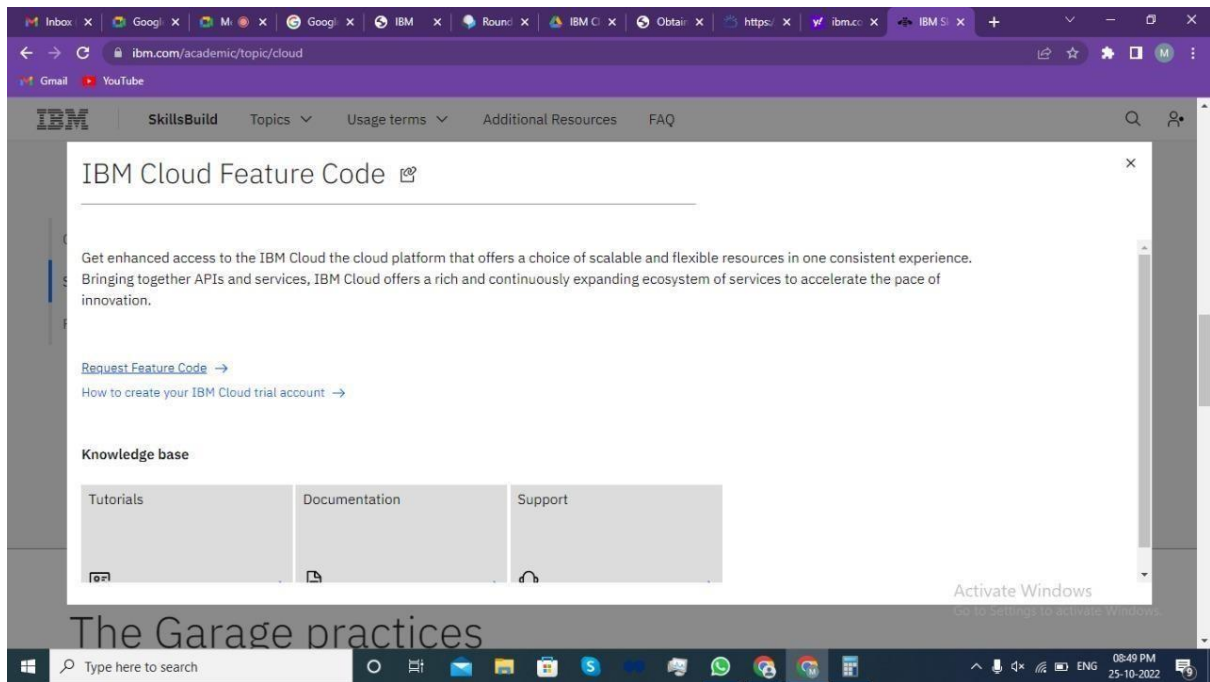 Inbox
Googl
Me
Googl
IBM
Round
IBM Cl
Obtain
https:/
ibm.co
IBM S
ibm.com/academic/topic/cloud
M
Gmail
YouTube
IBM
SkillsBuild
Topics
Usage terms
Additional Resources
FAQ
IBM Cloud Feature Code
Get enhanced access to the IBM Cloud the cloud platform that offers a choice of scalable and flexible resources in one consistent experience.
Bringing together APIs and services, IBM Cloud offers a rich and continuously expanding ecosystem of services to accelerate the pace of
innovation.
Request Feature Code →
How to create your IBM Cloud trial account →
Knowledge base
Tutorials
Documentation
Support
Activate Windows
Go to Settings to activate Windows.
The Garage practices
Type here to search
ENG
08:49 PM
25-10-2022